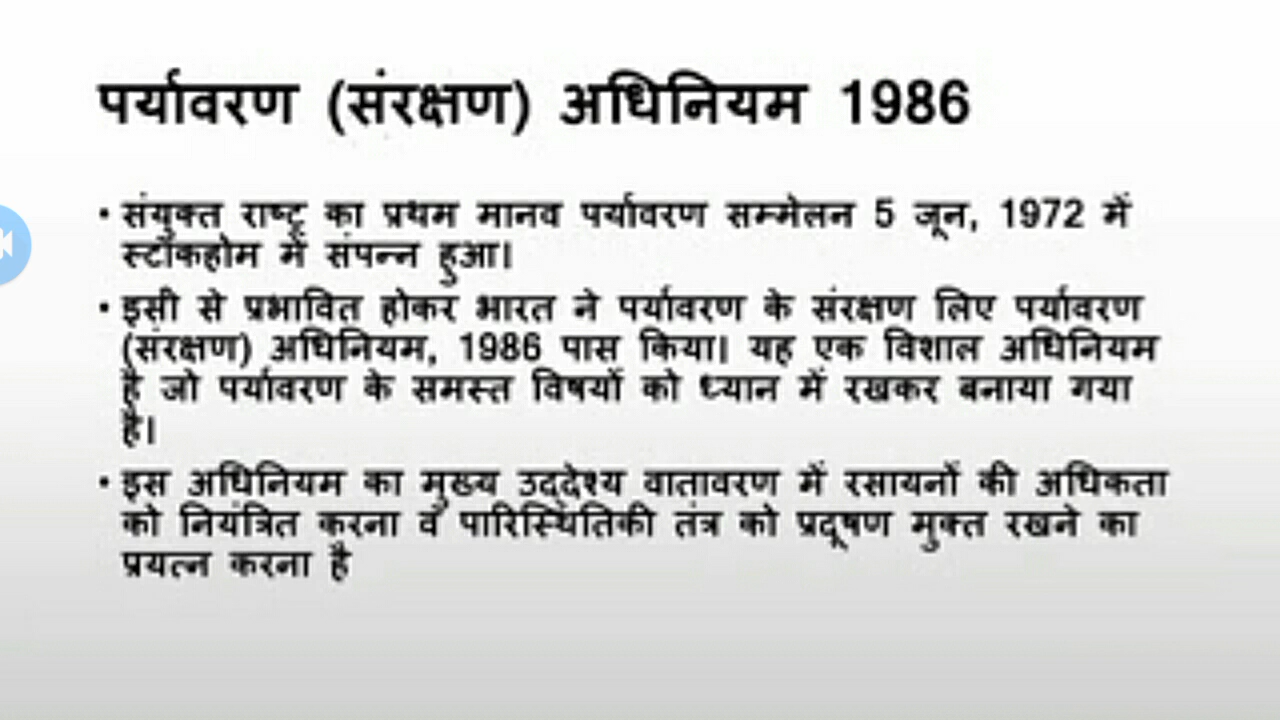 पर्यावरण (संरक्षण) अधिनियम 1986
• संयुक्त राष्ट्र का प्रथम मानव पर्यावरण सम्मेलन 5 जून, 1972 में
स्टॉकहोम में संपन्न हुआ।
• इसी से प्रभावित होकर भारत ने पर्यावरण के संरक्षण लिए पर्यावरण
(संरक्षण) अधिनियम, 1986 पास किया। यह एक विशाल अधिनियम
है जो पर्यावरण के समस्त विषयों को ध्यान में रखकर बनाया गया
है।
• इस अधिनियम का मुख्य उद्देश्य वातावरण में रसायनों की अधिकता
को नियंत्रित करना व पारिस्थितिकी तंत्र को प्रदूषण मुक्त रखने का
प्रयत्न करना है